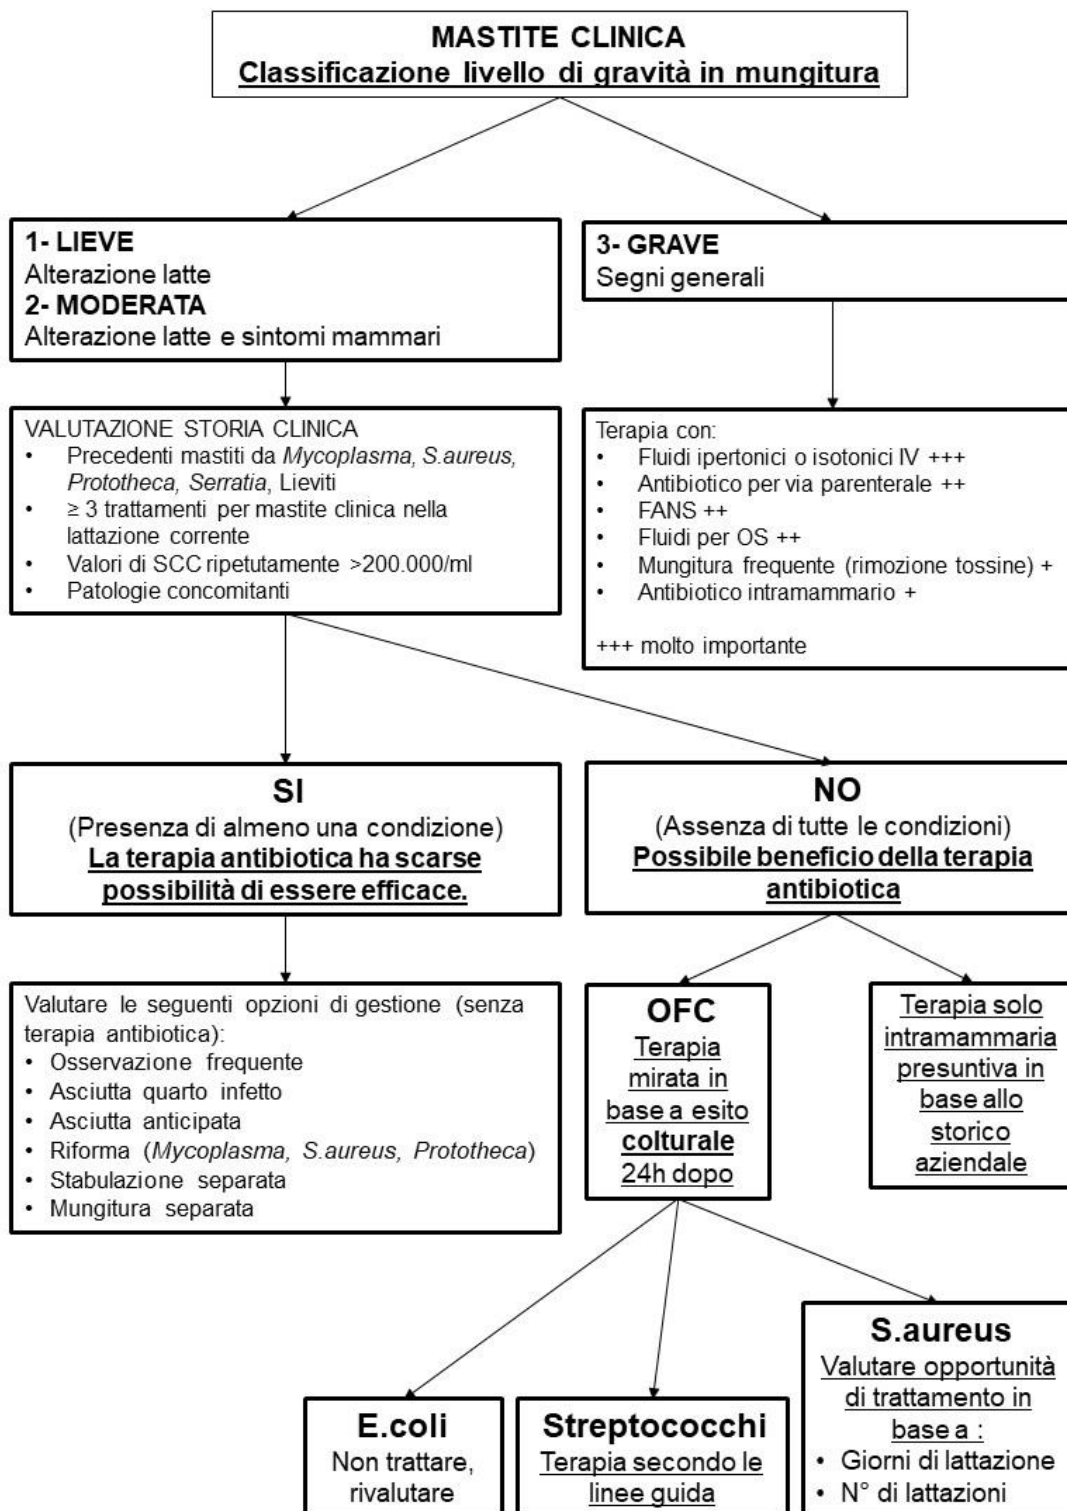 MASTITE CLINICA
Classificazione livello di gravità in mungitura
1- LIEVE
Alterazione latte
2- MODERATA
Alterazione latte e sintomi mammari
3- GRAVE
Segni generali
VALUTAZIONE STORIA CLINICA
• Precedenti mastiti da Mycoplasma, S.aureus,
Prototheca, Serratia, Lieviti
• ≥ 3 trattamenti per mastite clinica nella
lattazione corrente
• Valori di SCC ripetutamente >200.000/ml
• Patologie concomitanti
Terapia con:
• Fluidi ipertonici o isotonici IV +++
• Antibiotico per via parenterale ++
• FANS ++
• Fluidi per OS ++
• Mungitura frequente (rimozione tossine) +
• Antibiotico intramammario +
+++ molto importante
SI
(Presenza di almeno una condizione)
La terapia antibiotica ha scarse
possibilità di essere efficace.
NO
(Assenza di tutte le condizioni)
Possibile beneficio della terapia
antibiotica
Valutare le seguenti opzioni di gestione (senza
terapia antibiotica):
• Osservazione frequente
• Asciutta quarto infetto
• Asciutta anticipata
• Riforma (Mycoplasma, S.aureus, Prototheca)
• Stabulazione separata
• Mungitura separata
OFC
Terapia
mirata in
base a esito
colturale
24h dopo
Terapia solo
intramammaria
presuntiva in
base allo
storico
aziendale
E.coli
Non trattare,
rivalutare
Streptococchi
Terapia secondo le
linee guida
S.aureus
Valutare opportunità
di trattamento in
base a :
• Giorni di lattazione
• N° di lattazioni